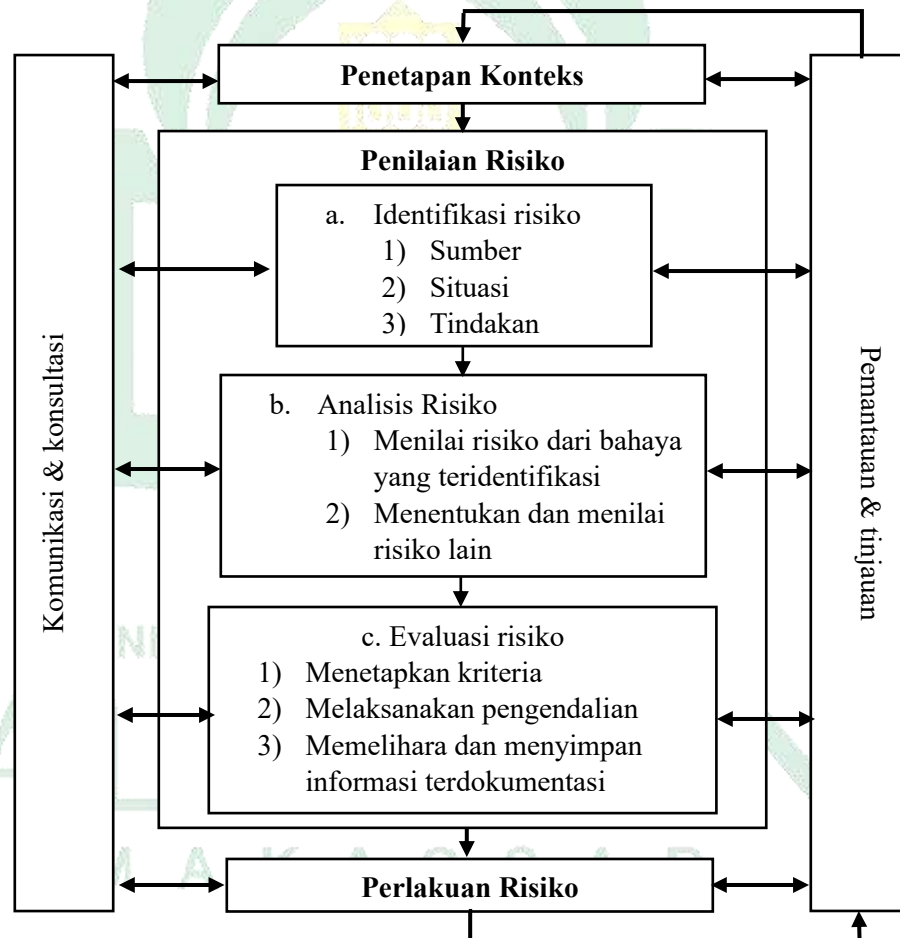 Penetapan Konteks
Penilaian Risiko
a. Identifikasi risiko
1) Sumber
2) Situasi
3) Tindakan
b. Analisis Risiko
1) Menilai risiko dari bahaya
yang teridentifikasi
2) Menentukan dan menilai
risiko lain
c. Evaluasi risiko
1) Menetapkan kriteria
2) Melaksanakan pengendalian
3) Memelihara dan menyimpan
informasi terdokumentasi
Perlakuan Risiko
Komunikasi & konsultasi
Pemantauan & tinjauan